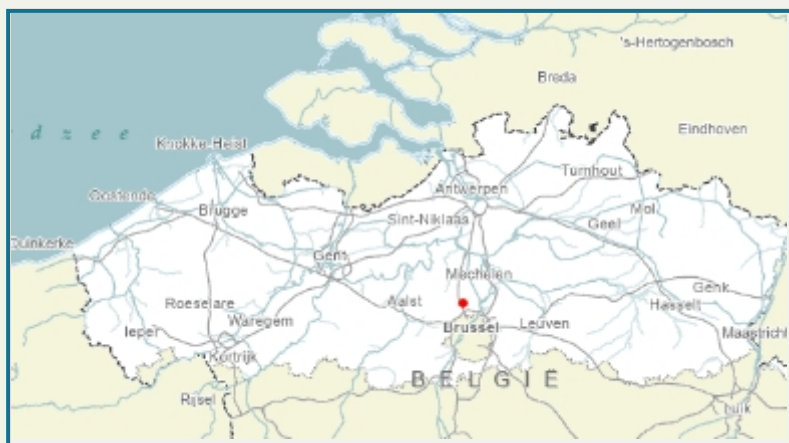 's-Hertogenbosch
Breda
Eindhoven
d z e e
Knokke-Heist
Turnhout
Antwerpen
Oostende
Brugge
Mol
Sint-Niklaas
Geel
Duinkerke
Gent
Mechelen
Genk
Roeselare
Aalst
Hasselt
Waregem
Brussel
Leuven
Ieper
Maastricht
Kortrijk
BELGIË
Rijsel
Luik